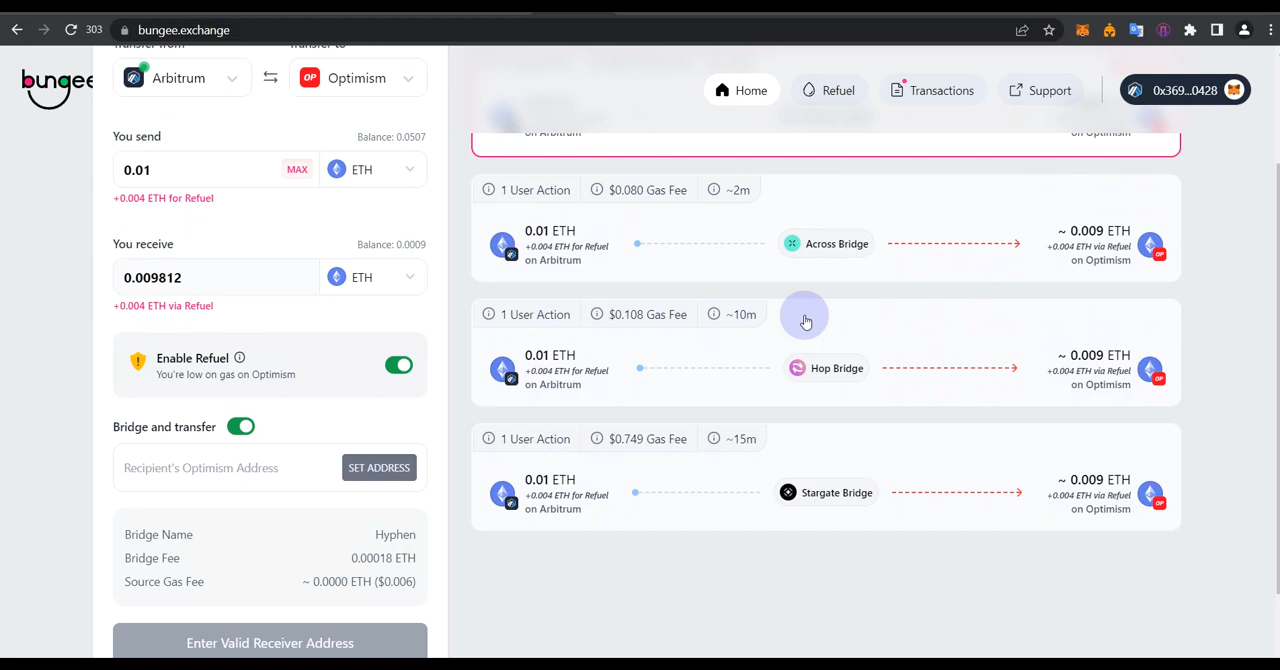 303
bungee.exchange
bungee
Home
Refuel
Transactions
Support
0x369...0428
Transfer from
Transfer to
Arbitrum
OP
Optimism
You send
Balance: 0.0507
0.01
MAX
ETH
+0.004 ETH for Refuel
You receive
Balance: 0.0009
0.009812
ETH
+0.004 ETH via Refuel
Enable Refuel
You're low on gas on Optimism
Bridge and transfer
Recipient's Optimism Address
SET ADDRESS
Bridge Name
Hyphen
Bridge Fee
0.00018 ETH
Source Gas Fee
~ 0.0000 ETH ($0.006)
Enter Valid Receiver Address
on Arbitrum
on Optimism
1 User Action
$0.080 Gas Fee
~2m
0.01 ETH
+0.004 ETH for Refuel
on Arbitrum
Across Bridge
~ 0.009 ETH
+0.004 ETH via Refuel
on Optimism
OP
1 User Action
$0.108 Gas Fee
~10m
0.01 ETH
+0.004 ETH for Refuel
on Arbitrum
Hop Bridge
~ 0.009 ETH
+0.004 ETH via Refuel
on Optimism
OP
1 User Action
$0.749 Gas Fee
~15m
0.01 ETH
+0.004 ETH for Refuel
on Arbitrum
Stargate Bridge
~ 0.009 ETH
+0.004 ETH via Refuel
on Optimism
OP